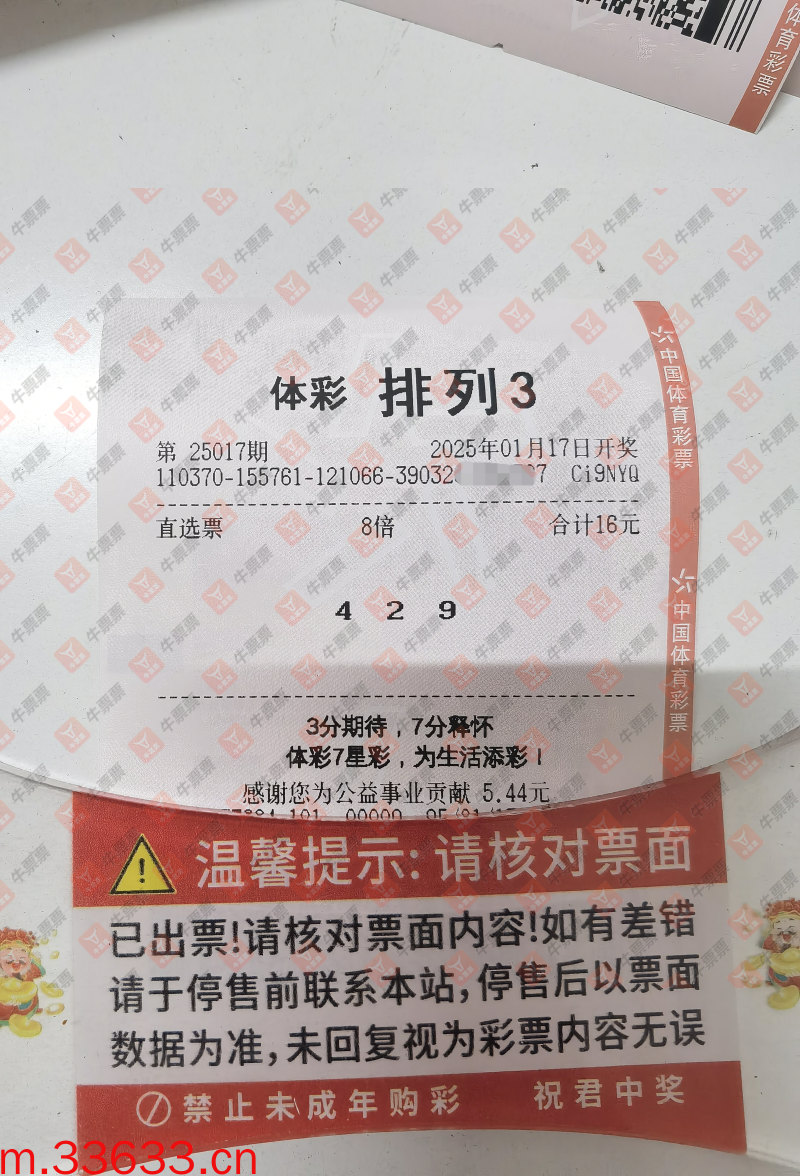 体育彩票
体彩 排列3
第 25017期 2025年01月17日开奖
110370-155761-121066-39032 7 Ci9NYQ
直选票 8倍 合计16元
4 2 9
3分期待，7分释怀
体彩7星彩，为生活添彩！
感谢您为公益事业贡献 5.44元
中国体育彩票
中国体育彩票
温馨提示:请核对票面
已出票!请核对票面内容!如有差错
请于停售前联系本站,停售后以票面
数据为准,未回复视为彩票内容无误
禁止未成年购彩 祝君中奖
牛票票
m.33633.cn